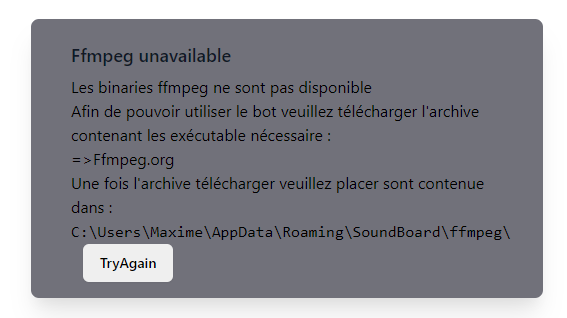 Ffmpeg unavailable
Les binaries ffmpeg ne sont pas disponible
Afin de pouvoir utiliser le bot veuillez télécharger l'archive
contenant les exécutable nécessaire :
=>Ffmpeg.org
Une fois l'archive télécharger veuillez placer sont contenue
dans :
C:\Users\Maxime\AppData\Roaming\SoundBoard\ffmpeg\
TryAgain